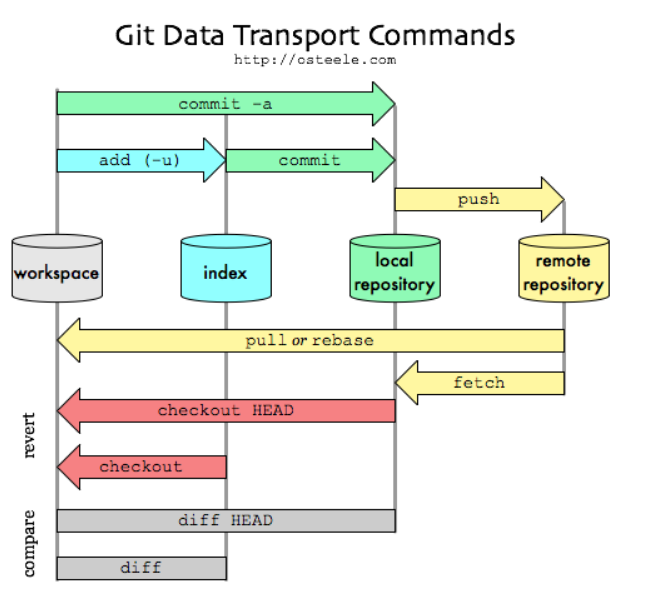 Git Data Transport Commands
http://osteele.com
commit -a
add (-u)
commit
push
workspace
index
local
repository
remote
repository
pull or rebase
fetch
revert
checkout HEAD
checkout
compare
diff HEAD
diff